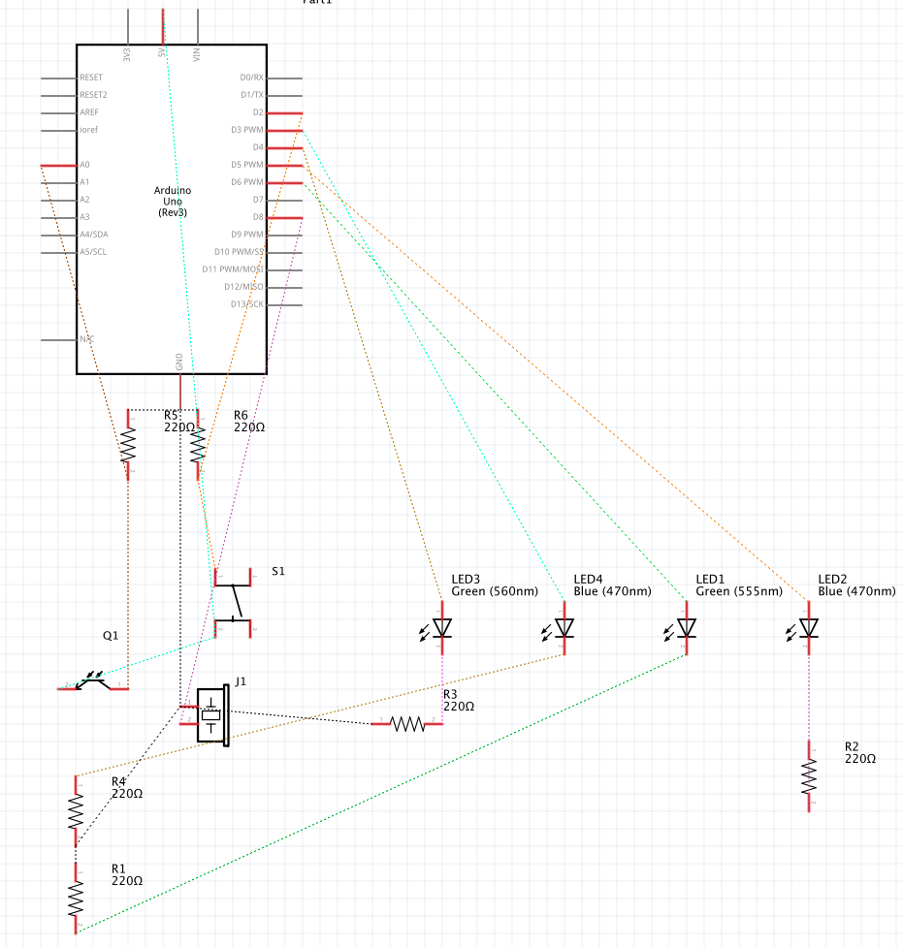 Part1
3V3
5V
VIN
RESET
RESET2
AREF
ioref
A0
A1
A2
A3
A4/SDA
A5/SCL
N/C
Arduino
Uno
(Rev3)
D0/RX
D1/TX
D2
D3 PWM
D4
D5 PWM
D6 PWM
D7
D8
D9 PWM
D10 PWM/SS
D11 PWM/MOSI
D12/MISO
D13/SCK
GND
R5
220Ω
R6
220Ω
S1
LED3
Green (560nm)
LED4
Blue (470nm)
LED1
Green (555nm)
LED2
Blue (470nm)
Q1
J1
R3
220Ω
R2
220Ω
R4
220Ω
R1
220Ω